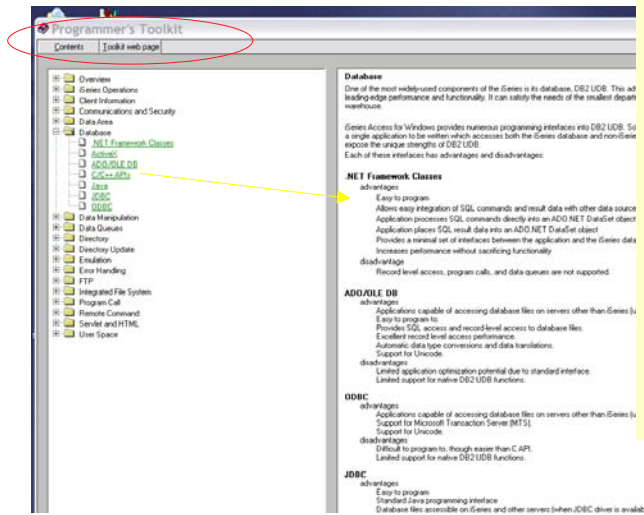 Programmer's Toolkit
Contents
Toolkit web page
Overview
iSeries Operations
Client Information
Communications and Security
Data Area
Database
.NET Framework Classes
ActiveX
ADO/OLE DB
C/C++ APIs
Java
JDBC
ODBC
Data Manipulation
Data Queues
Directory
Directory Update
Emulation
Error Handling
FTP
Integrated File System
Program Call
Remote Command
Servlet and HTML
User Space
Database
One of the most widely-used components of the iSeries is its database, DB2 UDB. This ad
leading-edge performance and functionality. It can satisfy the needs of the smallest depart
warehouse.
iSeries Access for Windows provides numerous programming interfaces into DB2 UDB. So
a single application to be written which accesses both the iSeries database and non-iSerie
expose the unique strengths of DB2 UDB.
Each of these interfaces has advantages and disadvantages:
.NET Framework Classes
advantages
Easy to program
Allows easy integration of SQL commands and result data with other data source
Application processes SQL commands directly into an ADO.NET DataSet object
Application places SQL result data into an ADO.NET DataSet object
Provides a minimal set of interfaces between the application and the iSeries data
Increases performance without sacrificing functionality
disadvantage
Record level access, program calls, and data queues are not supported.
ADO/OLE DB
advantages
Applications capable of accessing database files on servers other than iSeries (u
Easy to program to.
Provides SQL access and record-level access to database files.
Excellent record level access performance.
Automatic data type conversions and data translations.
Support for Unicode.
disadvantages
Limited application optimization potential due to standard interface.
Limited support for native DB2 UDB functions.
ODBC
advantages
Applications capable of accessing database files on servers other than iSeries (u
Support for Microsoft Transaction Server (MTS).
Support for Unicode.
disadvantages
Difficult to program to, though easier than C API.
Limited support for native DB2 UDB functions.
JDBC
advantages
Easy to program
Standard Java programming interface
Database files accessible on iSeries and other servers (when JDBC driver is availab